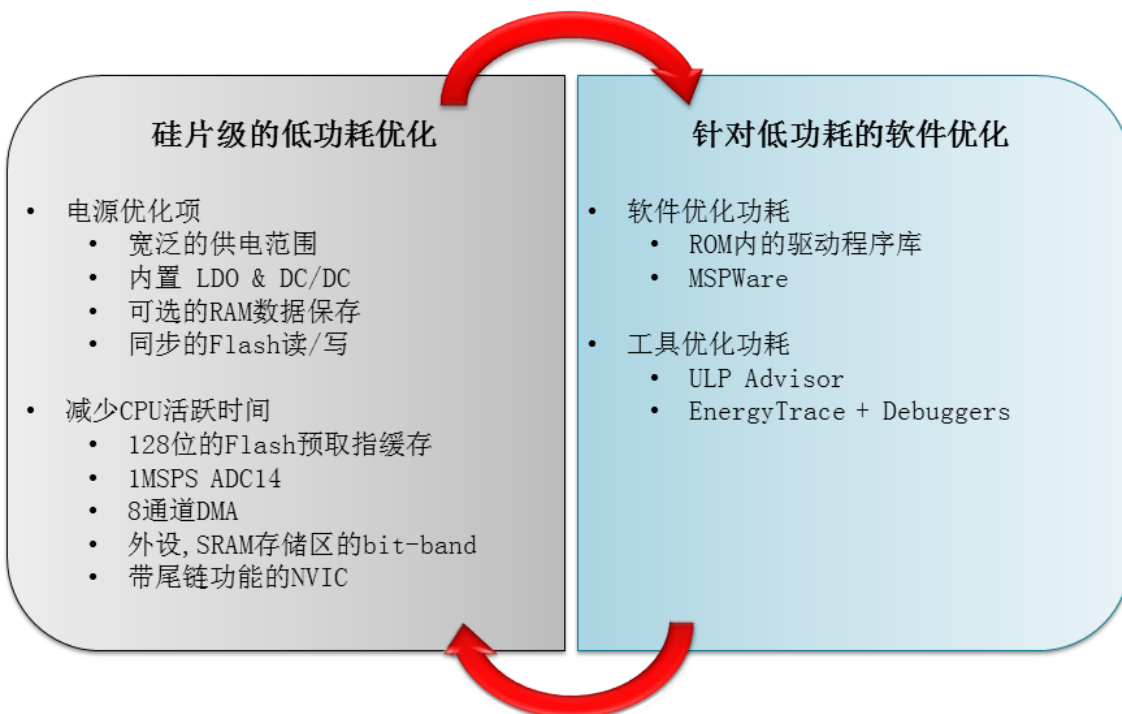 硅片级的低功耗优化
• 电源优化项
• 宽泛的供电范围
• 内置 LDO & DC/DC
• 可选的RAM数据保存
• 同步的Flash读/写
• 减少CPU活跃时间
• 128位的Flash预取指缓存
• 1MSPS ADC14
• 8通道DMA
• 外设,SRAM存储区的bit-band
• 带尾链功能的NVIC
针对低功耗的软件优化
• 软件优化功耗
• ROM内的驱动程序库
• MSPWare
• 工具优化功耗
• ULP Advisor
• EnergyTrace + Debuggers